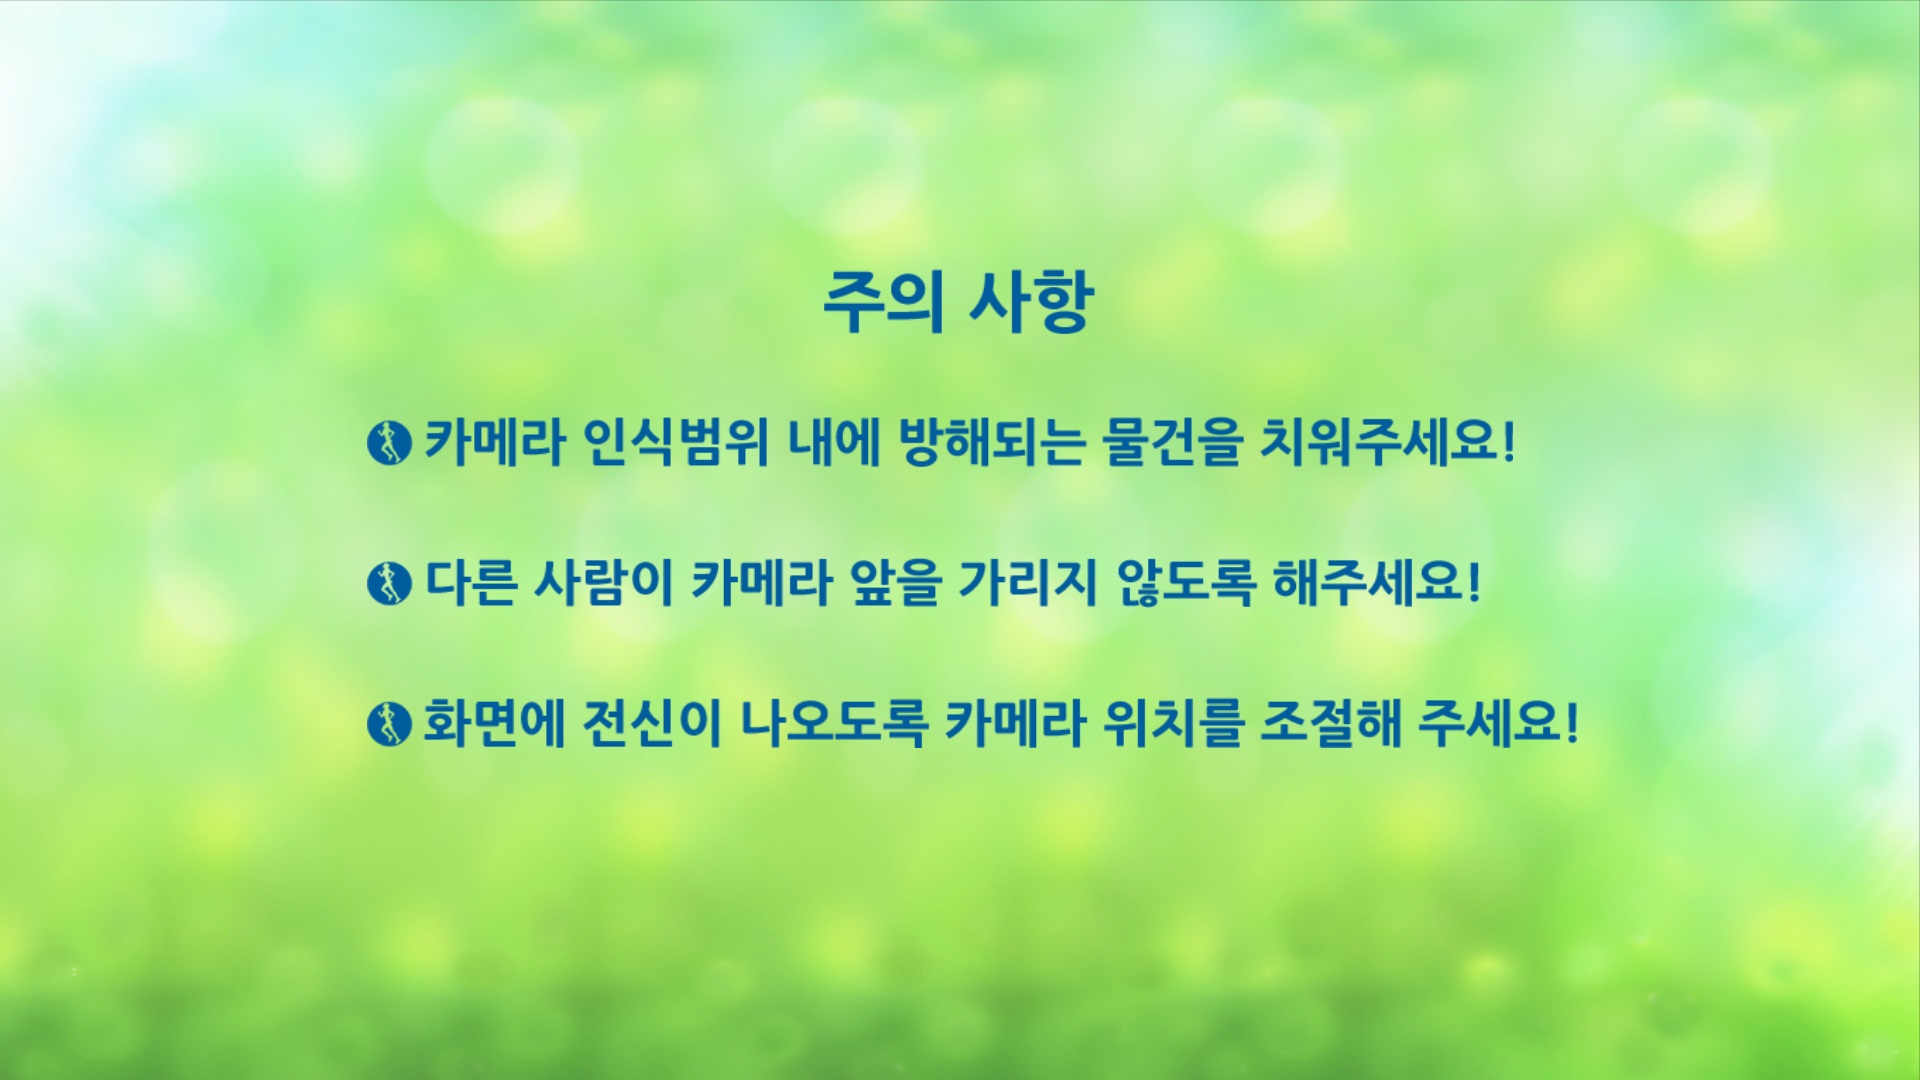 주의 사항
카메라 인식범위 내에 방해되는 물건을 치워주세요!
다른 사람이 카메라 앞을 가리지 않도록 해주세요!
화면에 전신이 나오도록 카메라 위치를 조절해 주세요!